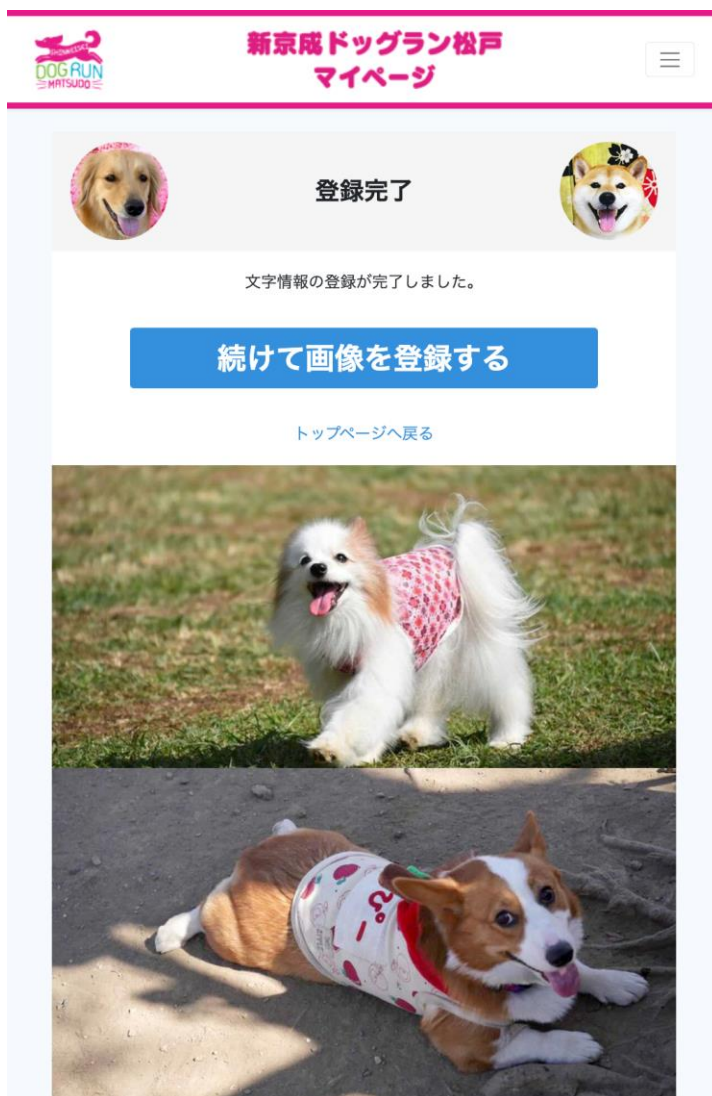 SHINKEISEI
DOG RUN
MATSUDO
新京成ドッグラン松戸
マイページ
登録完了
文字情報の登録が完了しました。
続けて画像を登録する
トップページへ戻る